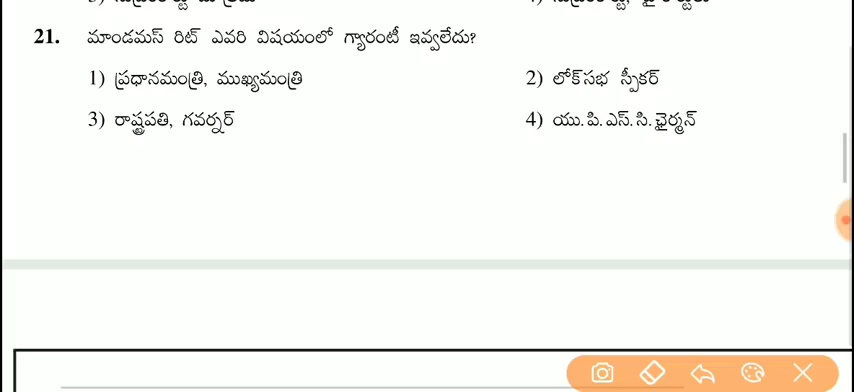 21. మాండమస్ రిట్ ఎవరి విషయంలో గ్యారంటీ ఇవ్వలేదు?
1) ప్రధానమంత్రి, ముఖ్యమంత్రి 2) లోక్‌సభ స్పీకర్
3) రాష్ట్రపతి, గవర్నర్ 4) యు.పి.ఎస్.సి.ఛైర్మన్